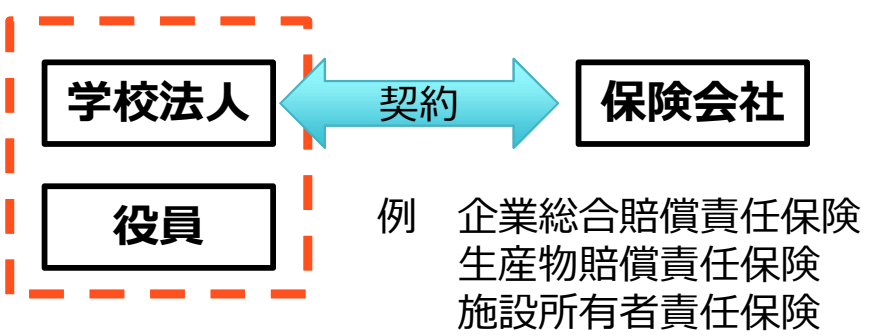 学校法人
契約
保険会社
役員
例 企業総合賠償責任保険
生産物賠償責任保険
施設所有者責任保険